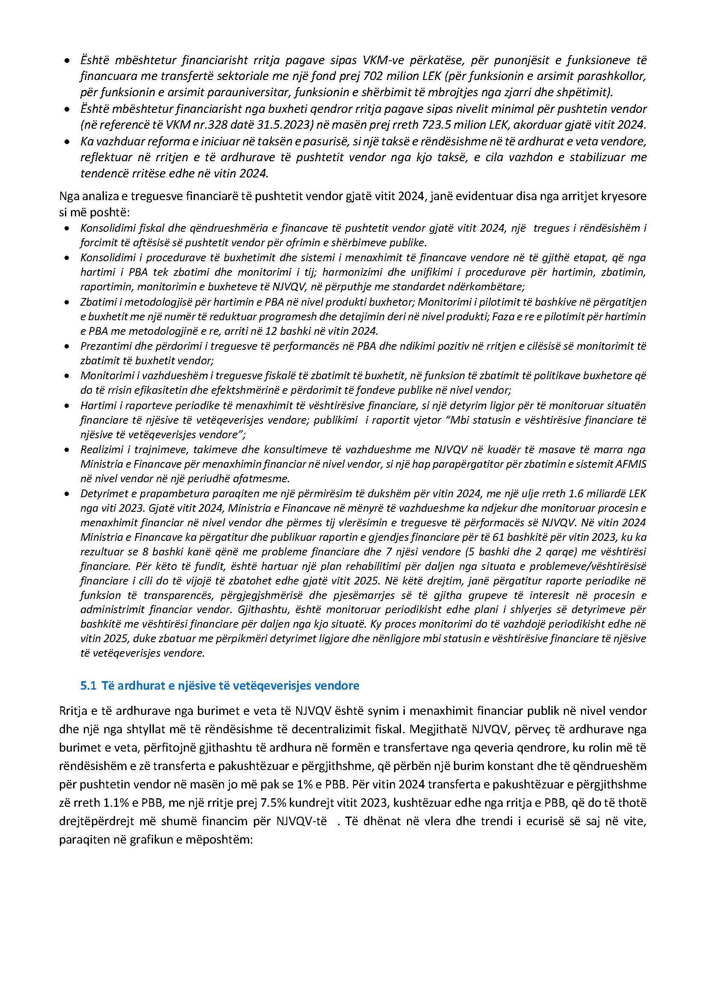 • Është mbështetur financiarisht rritja pagave sipas VKM-ve përkatëse, për punonjësit e funksioneve të
financuara me transfertë sektoriale me një fond prej 702 milion LEK (për funksionin e arsimit parashkollor,
për funksionin e arsimit parauniversitar, funksionin e shërbimit të mbrojtjes nga zjarri dhe shpëtimit).
• Është mbështetur financiarisht nga buxheti qendror rritja pagave sipas nivelit minimal për pushtetin vendor
(në referencë të VKM nr.328 datë 31.5.2023) në masën prej rreth 723.5 milion LEK, akorduar gjatë vitit 2024.
• Ka vazhduar reforma e iniciuar në taksën e pasurisë, si një taksë e rëndësishme në të ardhurat e veta vendore,
reflektuar në rritjen e të ardhurave të pushtetit vendor nga kjo taksë, e cila vazhdon e stabilizuar me
tendencë rritëse edhe në vitin 2024.
Nga analiza e treguesve financiarë të pushtetit vendor gjatë vitit 2024, janë evidentuar disa nga arritjet kryesore
si më poshtë:
• Konsolidimi fiskal dhe qëndrueshmëria e financave të pushtetit vendor gjatë vitit 2024, një tregues i rëndësishëm i
forcimit të aftësisë së pushtetit vendor për ofrimin e shërbimeve publike.
• Konsolidimi i procedurave të buxhetimit dhe sistemi i menaxhimit të financave vendore në të gjithë etapat, që nga
hartimi i PBA tek zbatimi dhe monitorimi i tij; harmonizimi dhe unifikimi i procedurave për hartimin, zbatimin,
raportimin, monitorimin e buxheteve të NJVQV, në përputhje me standardet ndërkombëtare;
• Zbatimi i metodologjisë për hartimin e PBA në nivel produkti buxhetor; Monitorimi i pilotimit të bashkive në përgatitjen
e buxhetit me një numër të reduktuar programesh dhe detajimin deri në nivel produkti; Faza e re e pilotimit për hartimin
e PBA me metodologjinë e re, arriti në 12 bashki në vitin 2024.
• Prezantimi dhe përdorimi i treguesve të performancës në PBA dhe ndikimi pozitiv në rritjen e cilësisë së monitorimit të
zbatimit të buxhetit vendor;
• Monitorimi i vazhdueshëm i treguesve fiskalë të zbatimit të buxhetit, në funksion të zbatimit të politikave buxhetore që
do të rrisin efikasitetin dhe efektshmërinë e përdorimit të fondeve publike në nivel vendor;
• Hartimi i raporteve periodike të menaxhimit të vështirësive financiare, si një detyrim ligjor për të monitoruar situatën
financiare të njësive të vetëqeverisjes vendore; publikimi i raportit vjetor “Mbi statusin e vështirësive financiare të
njësive të vetëqeverisjes vendore”;
• Realizimi i trajnimeve, takimeve dhe konsultimeve të vazhdueshme me NJVQV në kuadër të masave të marra nga
Ministria e Financave për menaxhimin financiar në nivel vendor, si një hap parapërgatitor për zbatimin e sistemit AFMIS
në nivel vendor në një periudhë afatmesme.
• Detyrimet e prapambetura paraqiten me një përmirësim të dukshëm për vitin 2024, me një ulje rreth 1.6 miliardë LEK
nga viti 2023. Gjatë vitit 2024, Ministria e Financave në mënyrë të vazhdueshme ka ndjekur dhe monitoruar procesin e
menaxhimit financiar në nivel vendor dhe përmes tij vlerësimin e treguesve të përformacës së NJVQV. Në vitin 2024
Ministria e Financave ka përgatitur dhe publikuar raportin e gjendjes financiare për të 61 bashkitë për vitin 2023, ku ka
rezultuar se 8 bashki kanë qënë me probleme financiare dhe 7 njësi vendore (5 bashki dhe 2 qarqe) me vështirësi
financiare. Për këto të fundit, është hartuar një plan rehabilitimi për daljen nga situata e problemeve/vështirësisë
financiare i cili do të vijojë të zbatohet edhe gjatë vitit 2025. Në këtë drejtim, janë përgatitur raporte periodike në
funksion të transparencës, përgjegjshmërisë dhe pjesëmarrjes së të gjitha grupeve të interesit në procesin e
administrimit financiar vendor. Gjithashtu, është monitoruar periodikisht edhe plani i shlyerjes së detyrimeve për
bashkitë me vështirësi financiare për daljen nga kjo situatë. Ky proces monitorimi do të vazhdojë periodikisht edhe në
vitin 2025, duke zbatuar me përpikmëri detyrimet ligjore dhe nënligjore mbi statusin e vështirësive financiare të njësive
të vetëqeverisjes vendore.
5.1 Të ardhurat e njësive të vetëqeverisjes vendore
Rritja e të ardhurave nga burimet e veta të NJVQV është synim i menaxhimit financiar publik në nivel vendor
dhe një nga shtyllat më të rëndësishme të decentralizimit fiskal. Megjithatë NJVQV, përveç të ardhurave nga
burimet e veta, përfitojnë gjithashtu të ardhura në formën e transfertave nga qeveria qendrore, ku rolin më të
rëndësishëm e zë transferta e pakushtëzuar e përgjithshme, që përbën një burim konstant dhe të qëndrueshëm
për pushtetin vendor në masën jo më pak se 1% e PBB. Për vitin 2024 transferta e pakushtëzuar e përgjithshme
zë rreth 1.1% e PBB, me një rritje prej 7.5% kundrejt vitit 2023, kushtëzuar edhe nga rritja e PBB, që do të thotë
drejtëpërdrejt më shumë financim për NJVQV-të . Të dhënat në vlera dhe trendi i ecurisë së saj në vite,
paraqiten në grafikun e mëposhtëm: